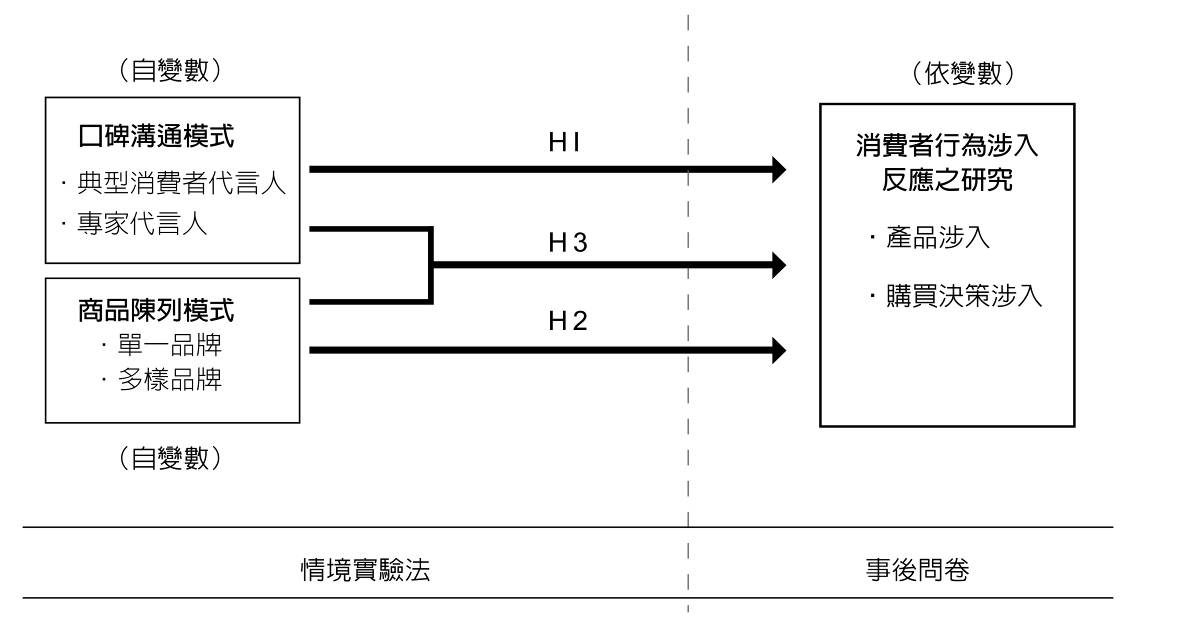 （自變數）
口碑溝通模式
．典型消費者代言人
．專家代言人
商品陳列模式
．單一品牌
．多樣品牌
（自變數）
H1
H3
H2
（依變數）
消費者行為涉入
反應之研究
．產品涉入
．購買決策涉入
情境實驗法
事後問卷